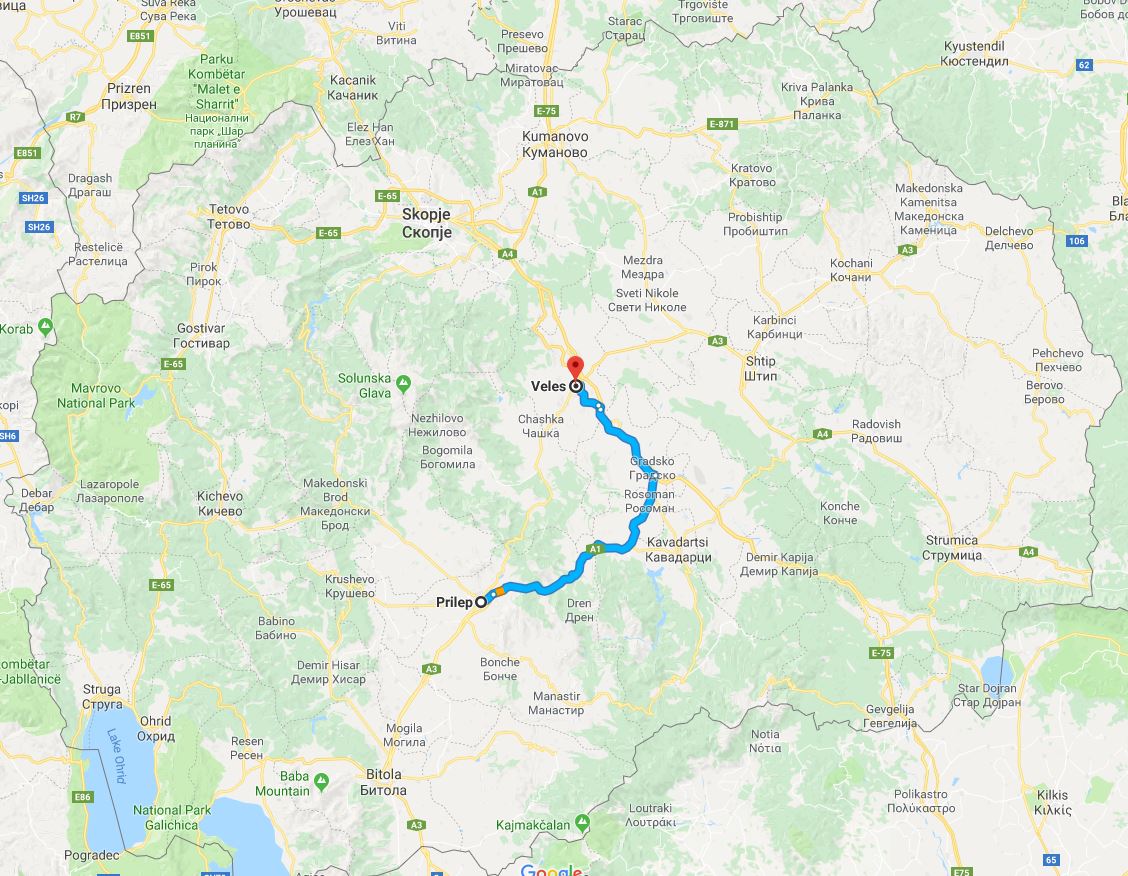 Suva Reka
Сува Река
Урошевац
E851
Viti
Витина
Starac
Старац
Trgovište
Трговиште
Бобов до
Presevo
Прешево
Miratovac
Миратовац
Kyustendil
Кюстендил
62
Parku
Kombëtar
"Malet e
Sharrit"
Национални
парк „Шар
планина"
Prizren
Призрен
R7
Kacanik
Качаник
E-75
Kriva Palanka
Крива
Паланка
Elez Han
Елез Хан
Kumanovo
Куманово
E-871
E851
Dragash
Драгаш
SH26
SH26
Kratovo
Кратово
A1
E-65
Makedonska
Kamenitsa
Македонска
Каменица
Tetovo
Тетово
E-65
Skopje
Скопје
Probishtip
Пробиштип
Delchevo
Делчево
106
Restelicë
Рестелица
A4
A3
Pirok
Пирок
Mezdra
Мездра
Kochani
Кочани
Sveti Nikole
Свети Николе
Korab
Gostivar
Гостивар
Karbinci
Карбинци
A3
E-65
Shtip
Штип
Pehchevo
Пехчево
Mavrovo
National Park
Solunska
Glava
Veles
Berovo
Берово
Nezhilovo
Нежилово
Chashka
Чашка
SH6
A4
Radovish
Радовиш
Bogomila
Богомила
Gradsko
Градско
Debar
Дебар
Lazaropole
Лазарополе
Kichevo
Кичево
Makedonski
Brod
Македонски
Брод
Rosoman
Росоман
Konche
Конче
A1
Kavadartsi
Кавадарци
Strumica
Струмица
A4
Demir Kapija
Демир Капија
E-65
Krushevo
Крушево
Prilep
Dren
Дрен
Babino
Бабино
E-75
Demir Hisar
Демир Хисар
A3
Bonche
Бонче
Struga
Струга
Manastir
Манастир
Star Dojran
Стар Дојран
Ohrid
Охрид
Gevgelija
Гевгелија
Lake Ohrid
Resen
Ресен
Mogila
Могила
Notia
Νότια
Baba
Mountain
Bitola
Битола
E86
National Park
Galichica
Polikastro
Πολύκαστρο
Kilkis
Κιλκίς
Loutraki
Λουτράκι
A3
Kajmakčalan
Pogradec
65
Google
E75